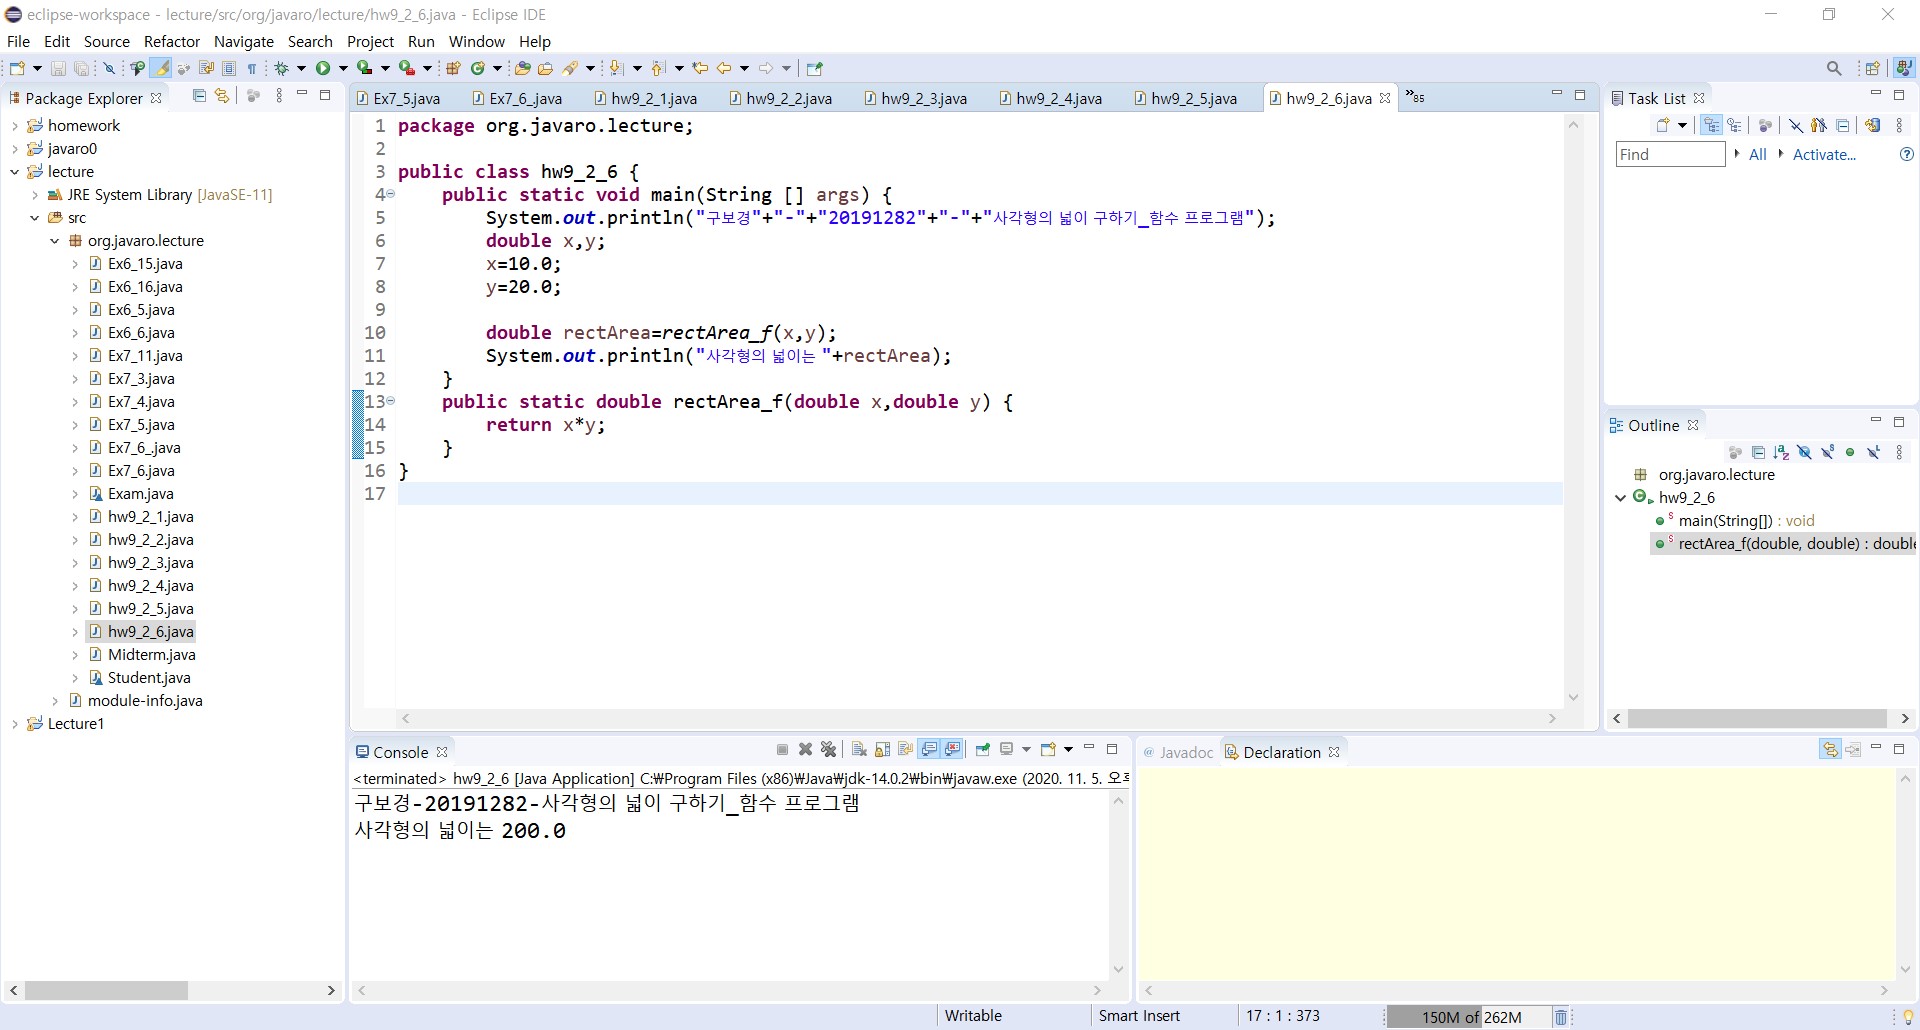 eclipse-workspace - lecture/src/org/javaro/lecture/hw9_2_6.java - Eclipse IDE
File Edit Source Refactor Navigate Search Project Run Window Help
Package Explorer
homework
javaro0
lecture
JRE System Library [JavaSE-11]
src
org.javaro.lecture
Ex6_15.java
Ex6_16.java
Ex6_5.java
Ex6_6.java
Ex7_11.java
Ex7_3.java
Ex7_4.java
Ex7_5.java
Ex7_6_.java
Ex7_6.java
Exam.java
hw9_2_1.java
hw9_2_2.java
hw9_2_3.java
hw9_2_4.java
hw9_2_5.java
hw9_2_6.java
Midterm.java
Student.java
module-info.java
Lecture1
Ex7_5.java Ex7_6_.java hw9_2_1.java hw9_2_2.java hw9_2_3.java hw9_2_4.java hw9_2_5.java hw9_2_6.java »85
1 package org.javaro.lecture;
2
3 public class hw9_2_6 {
4 public static void main(String [] args) {
5 System.out.println("구보경"+"-"+"20191282"+"-"+"사각형의 넓이 구하기_함수 프로그램");
6 double x,y;
7 x=10.0;
8 y=20.0;
9
10 double rectArea=rectArea_f(x,y);
11 System.out.println("사각형의 넓이는 "+rectArea);
12 }
13 public static double rectArea_f(double x,double y) {
14 return x*y;
15 }
16 }
17
Task List
Find All Activate...
Outline
org.javaro.lecture
hw9_2_6
main(String[]) : void
rectArea_f(double, double) : double
Console
<terminated> hw9_2_6 [Java Application] C:₩Program Files (x86)₩Java₩jdk-14.0.2₩bin₩javaw.exe (2020. 11. 5. 오후
구보경-20191282-사각형의 넓이 구하기_함수 프로그램
사각형의 넓이는 200.0
@ Javadoc Declaration
Writable Smart Insert 17 : 1 : 373 150M of 262M